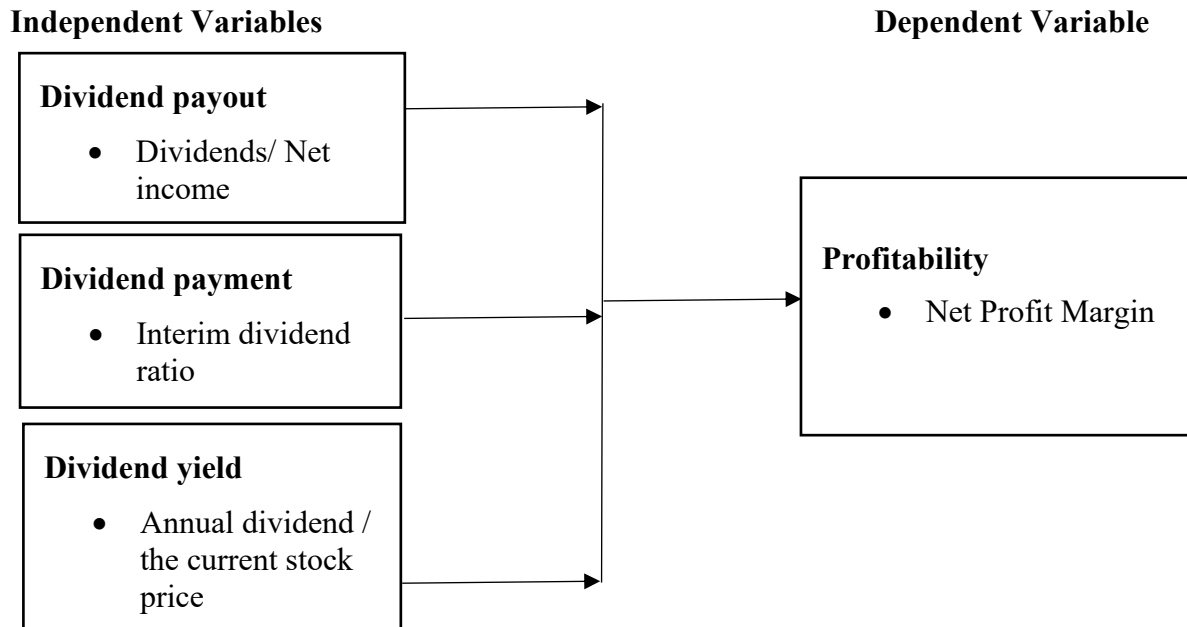 Independent Variables
Dependent Variable
Dividend payout
• Dividends/ Net
income
Dividend payment
• Interim dividend
ratio
Dividend yield
• Annual dividend /
the current stock
price
Profitability
• Net Profit Margin